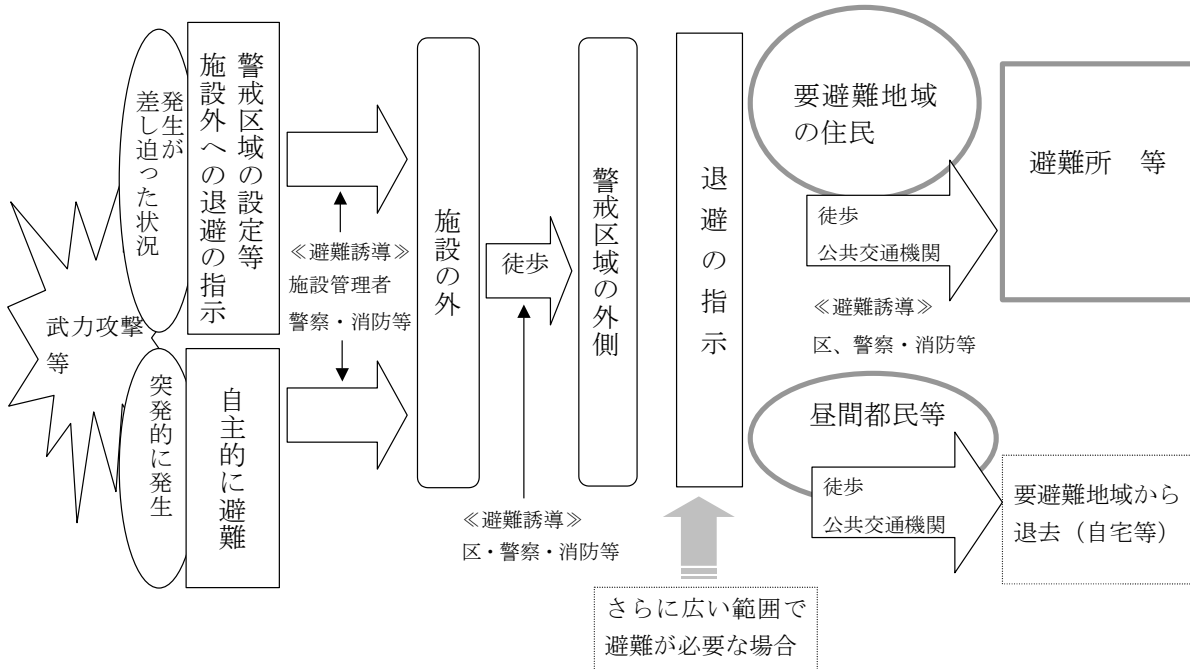 武力攻撃
等
発生が
差し迫った状況
警戒区域の設定等
施設外への退避の指示
突発的に発生
自主的に避難
≪避難誘導≫
施設管理者
警察・消防等
施設の外
徒歩
≪避難誘導≫
区・警察・消防等
警戒区域の外側
退避の指示
さらに広い範囲で
避難が必要な場合
要避難地域
の住民
徒歩
公共交通機関
≪避難誘導≫
区、警察・消防等
避難所　等
昼間都民等
徒歩
公共交通機関
要避難地域から
退去（自宅等）